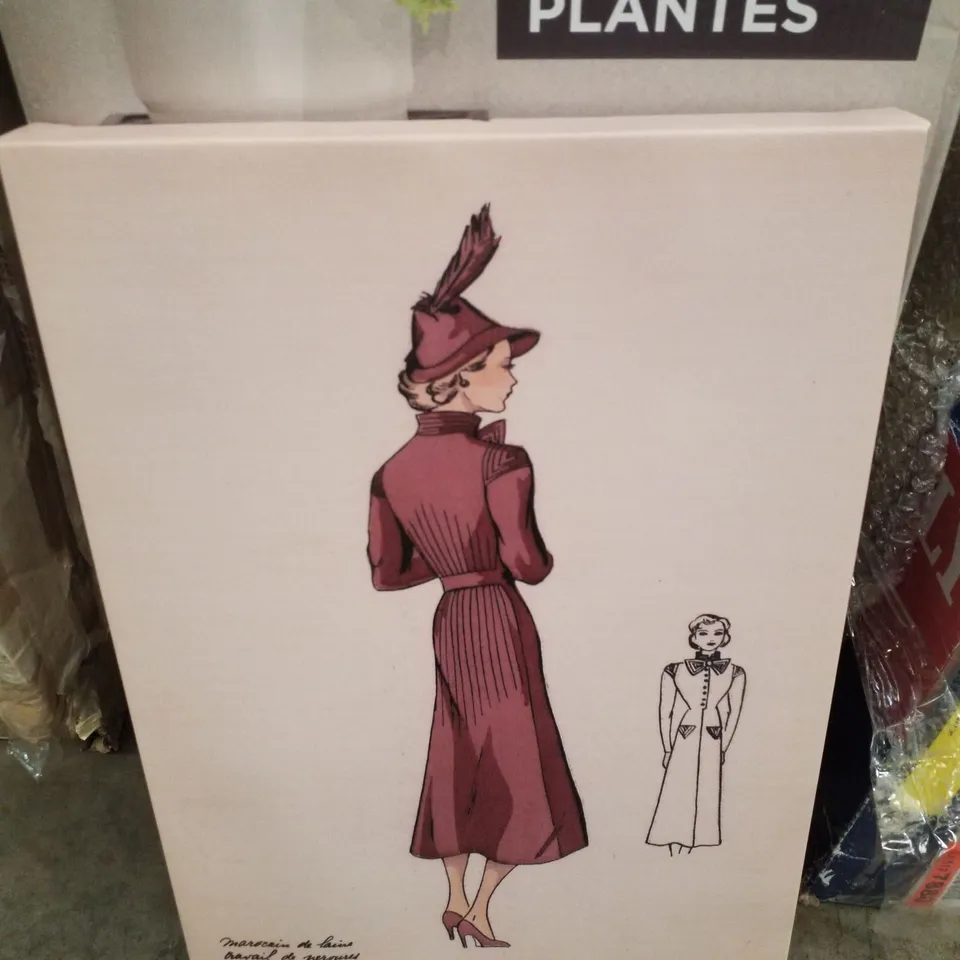 PLANTES
marocain de laine
travail de nervures